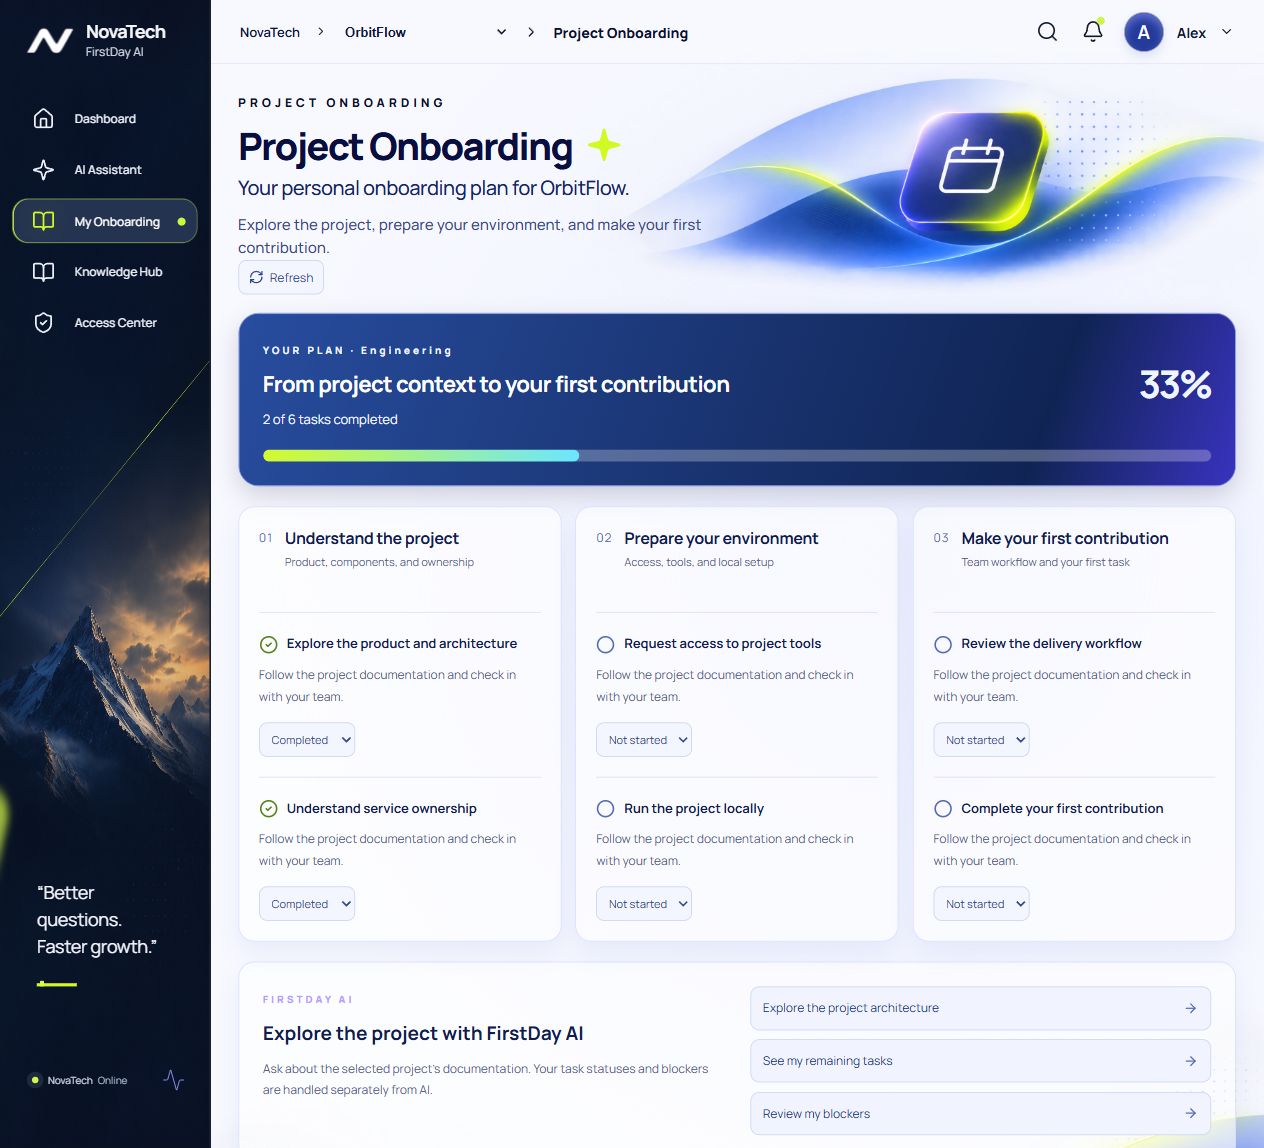 NovaTech
FirstDay AI
Dashboard
AI Assistant
My Onboarding
Knowledge Hub
Access Center
“Better
questions.
Faster growth.”
NovaTech Online
NovaTech > OrbitFlow > Project Onboarding
A Alex
PROJECT ONBOARDING
Project Onboarding
Your personal onboarding plan for OrbitFlow.
Explore the project, prepare your environment, and make your first
contribution.
Refresh
YOUR PLAN · Engineering
From project context to your first contribution
33%
2 of 6 tasks completed
01 Understand the project
Product, components, and ownership
Explore the product and architecture
Follow the project documentation and check in
with your team.
Completed
Understand service ownership
Follow the project documentation and check in
with your team.
Completed
02 Prepare your environment
Access, tools, and local setup
Request access to project tools
Follow the project documentation and check in
with your team.
Not started
Run the project locally
Follow the project documentation and check in
with your team.
Not started
03 Make your first contribution
Team workflow and your first task
Review the delivery workflow
Follow the project documentation and check in
with your team.
Not started
Complete your first contribution
Follow the project documentation and check in
with your team.
Not started
FIRSTDAY AI
Explore the project with FirstDay AI
Ask about the selected project's documentation. Your task statuses and blockers
are handled separately from AI.
Explore the project architecture
See my remaining tasks
Review my blockers